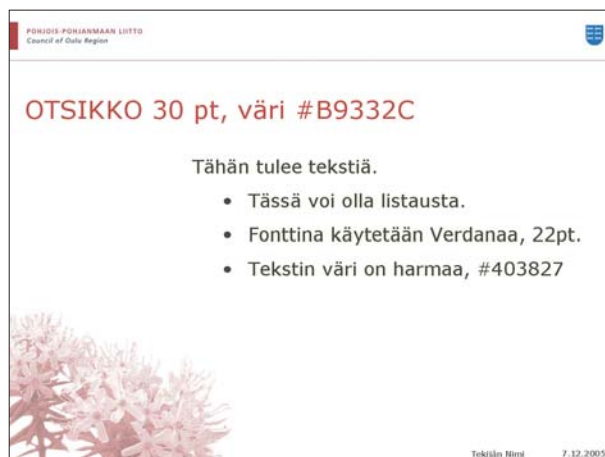 POHJOIS-POHJANMAAN LIITTO
Council of Oulu Region
OTSIKKO 30 pt, väri #B9332C
Tähän tulee tekstiä.
• Tässä voi olla listausta.
• Fonttina käytetään Verdanaa, 22pt.
• Tekstin väri on harmaa, #403827
Tekijän Nimi 7.12.2005